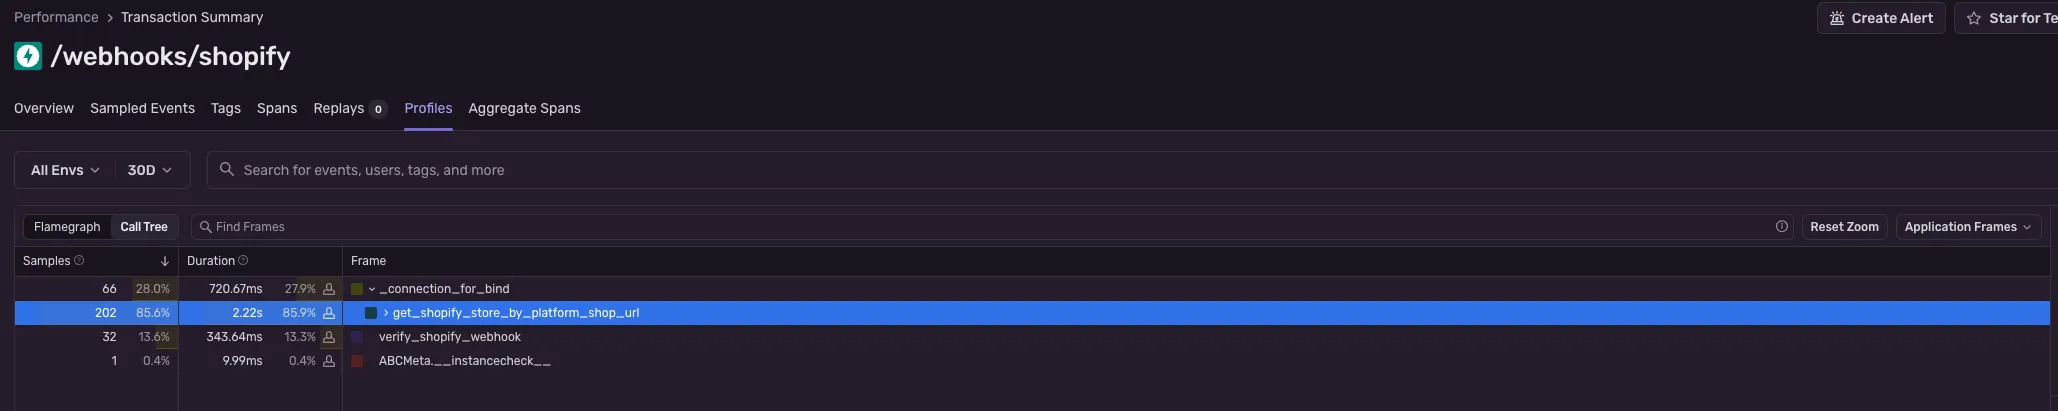 Performance > Transaction Summary
Create Alert
Star for Te
/webhooks/shopify
Overview Sampled Events Tags Spans Replays 0 Profiles Aggregate Spans
All Envs 30D Search for events, users, tags, and more
Flamegraph Call Tree Find Frames Reset Zoom Application Frames
Samples Duration Frame
66 28.0% 720.67ms 27.9% _connection_for_bind
202 85.6% 2.22s 85.9% get_shopify_store_by_platform_shop_url
32 13.6% 343.64ms 13.3% verify_shopify_webhook
1 0.4% 9.99ms 0.4% ABCMeta.__instancecheck__